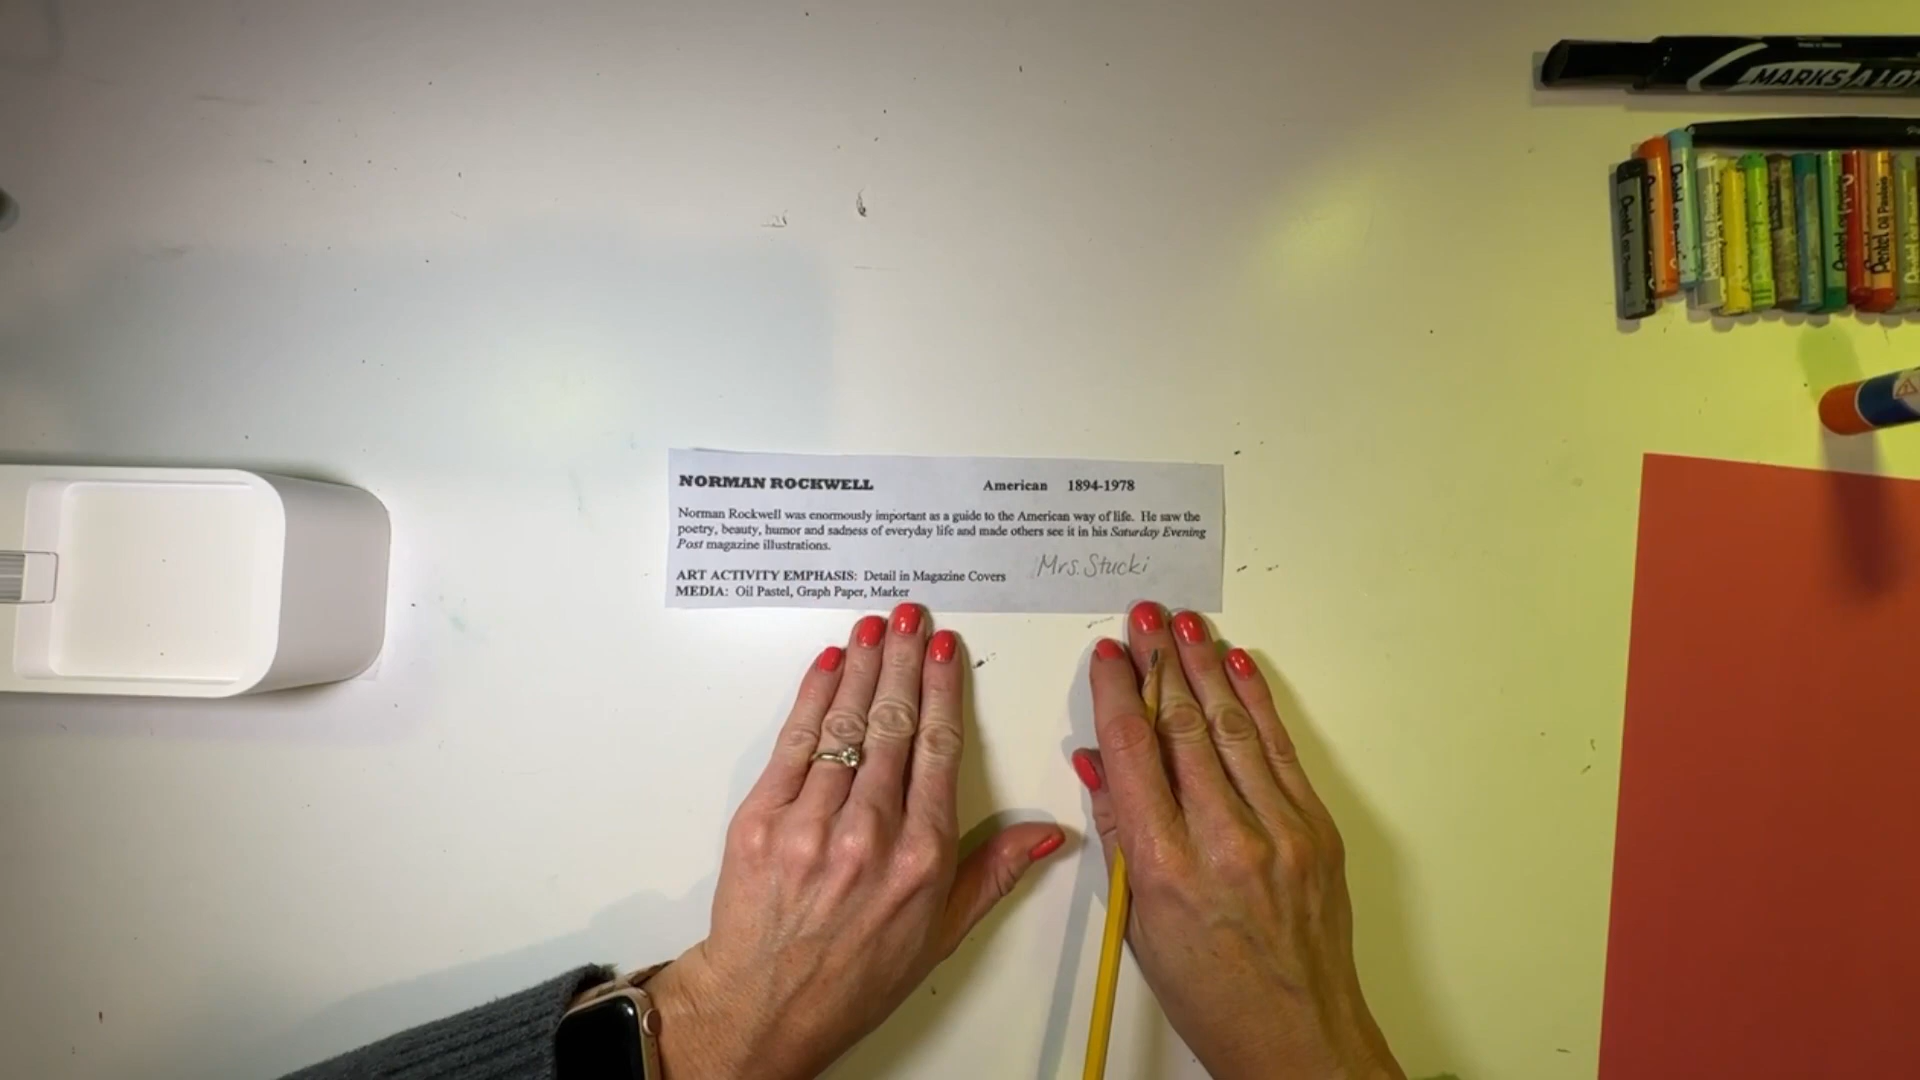 MARKS-A-LOT
Pentel Oil Pastels
NORMAN ROCKWELL American 1894-1978
Norman Rockwell was enormously important as a guide to the American way of life. He saw the
poetry, beauty, humor and sadness of everyday life and made others see it in his Saturday Evening
Post magazine illustrations.
Mrs. Stucki
ART ACTIVITY EMPHASIS: Detail in Magazine Covers
MEDIA: Oil Pastel, Graph Paper, Marker